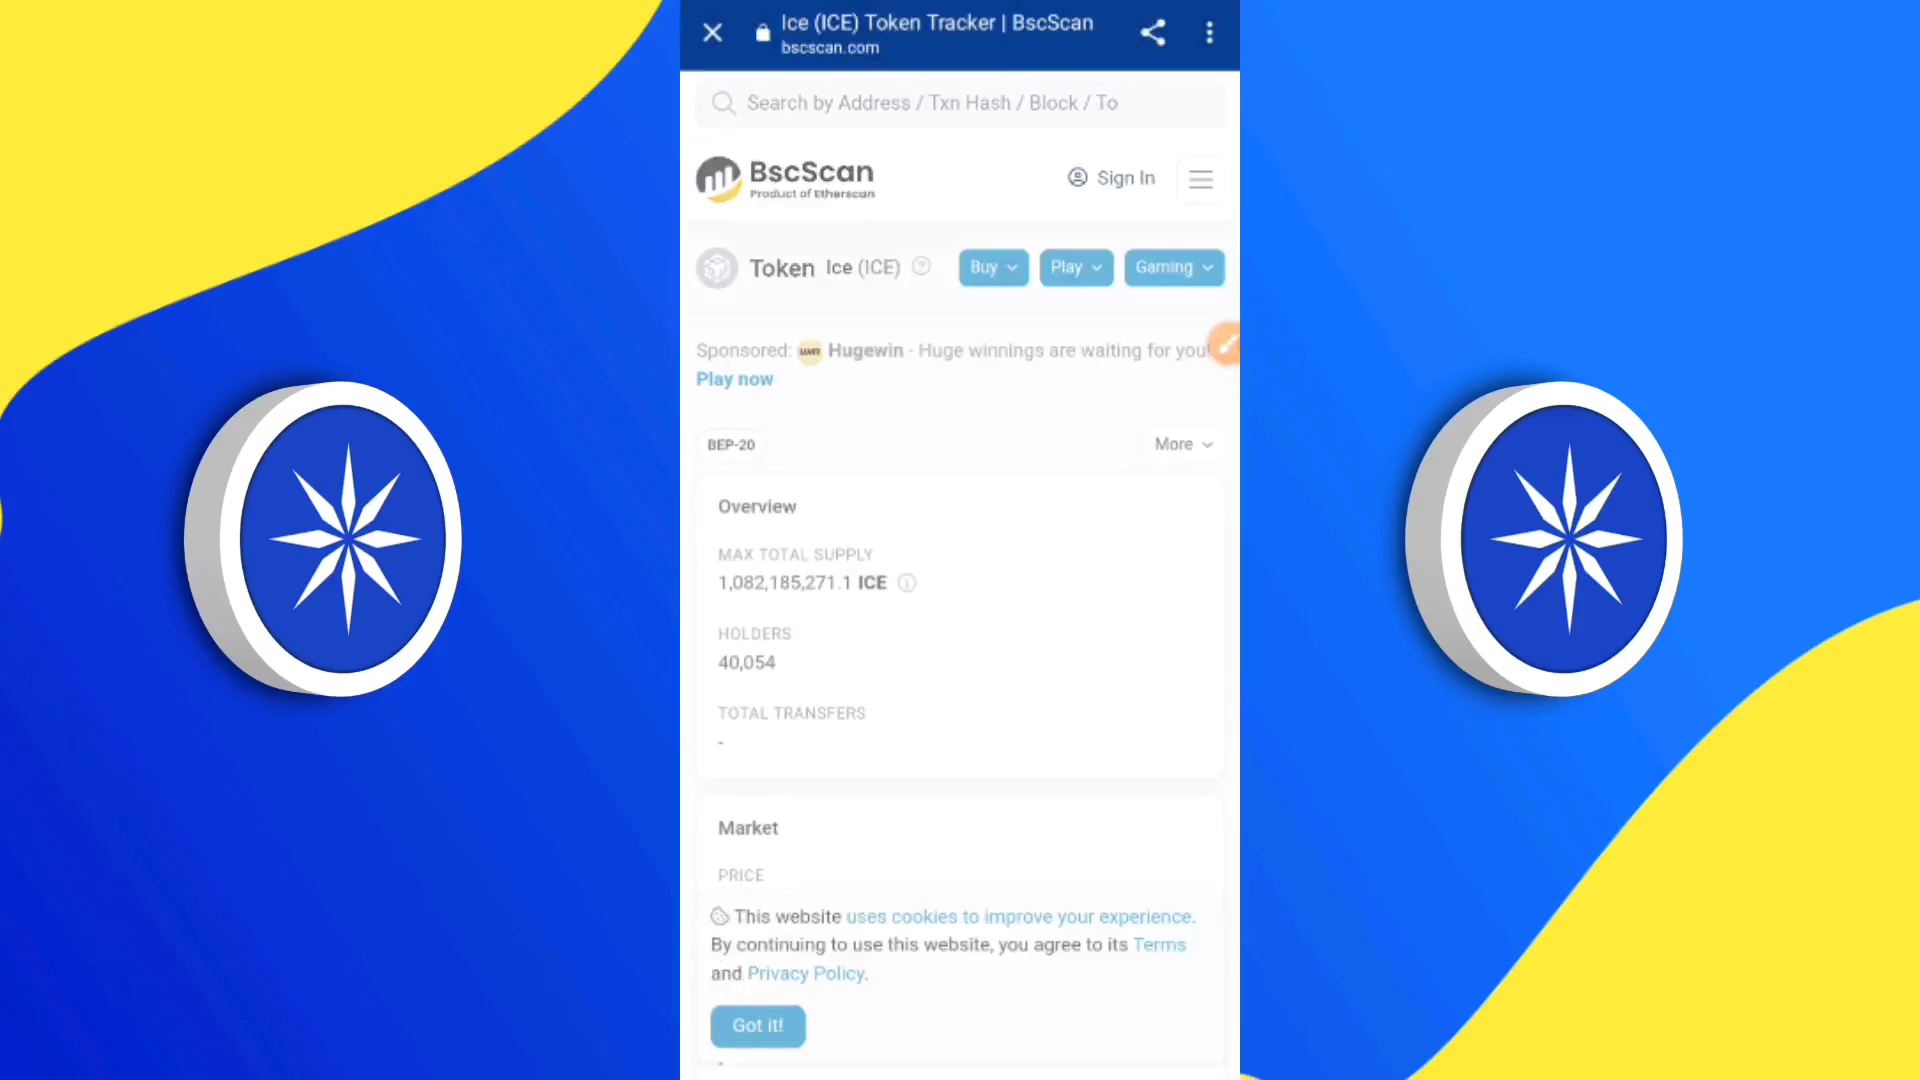 Ice (ICE) Token Tracker | BscScan
bscscan.com
Search by Address / Txn Hash / Block / To
BscScan
Product of Etherscan
Sign In
Token Ice (ICE)
Buy
Play
Gaming
Sponsored: Hugewin - Huge winnings are waiting for you!
Play now
BEP-20
More
Overview
MAX TOTAL SUPPLY
1,082,185,271.1 ICE
HOLDERS
40,054
TOTAL TRANSFERS
-
Market
PRICE
This website uses cookies to improve your experience.
By continuing to use this website, you agree to its Terms
and Privacy Policy.
Got it!